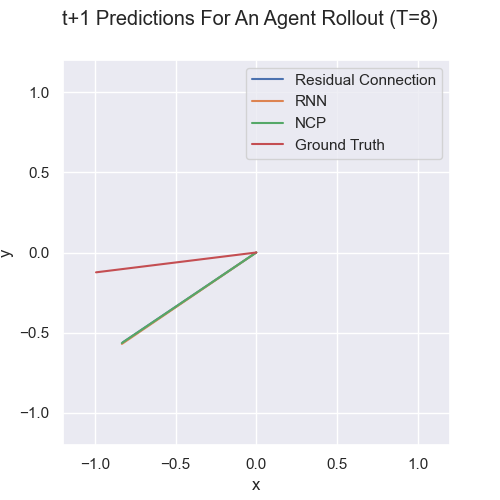 t+1 Predictions For An Agent Rollout (T=8)
Residual Connection
RNN
NCP
Ground Truth
1.0
0.5
0.0
−0.5
−1.0
y
−1.0 −0.5 0.0 0.5 1.0
x